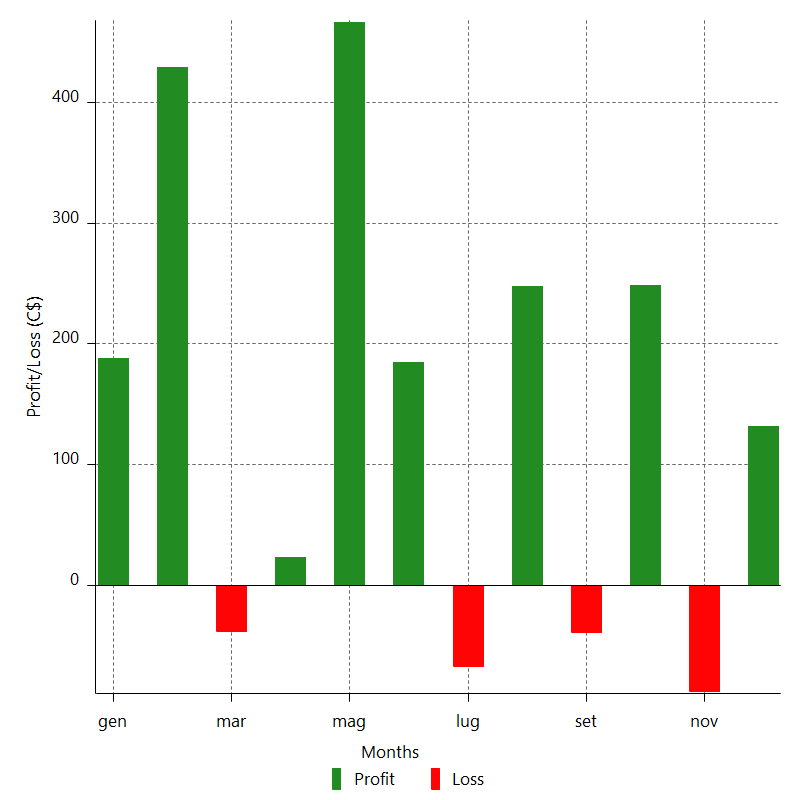 400
300
200
100
0
Profit/Loss (C$)
gen mar mag lug set nov
Months
Profit Loss